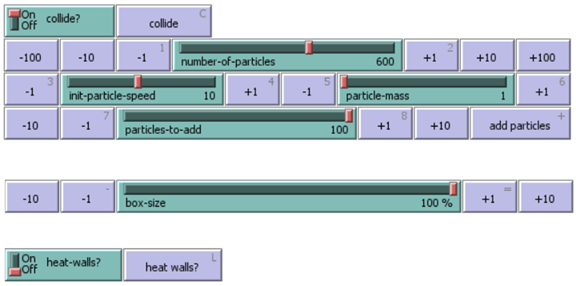 On
Off collide? collide C
-100 -10 -1 1 number-of-particles 600 +1 2 +10 +100
-1 3 init-particle-speed 10 +1 4 -1 5 particle-mass 1 +1 6
-10 -1 7 particles-to-add 100 +1 8 +10 add particles +
-10 -1 - box-size 100 % +1 = +10
On
Off heat-walls? heat walls? L